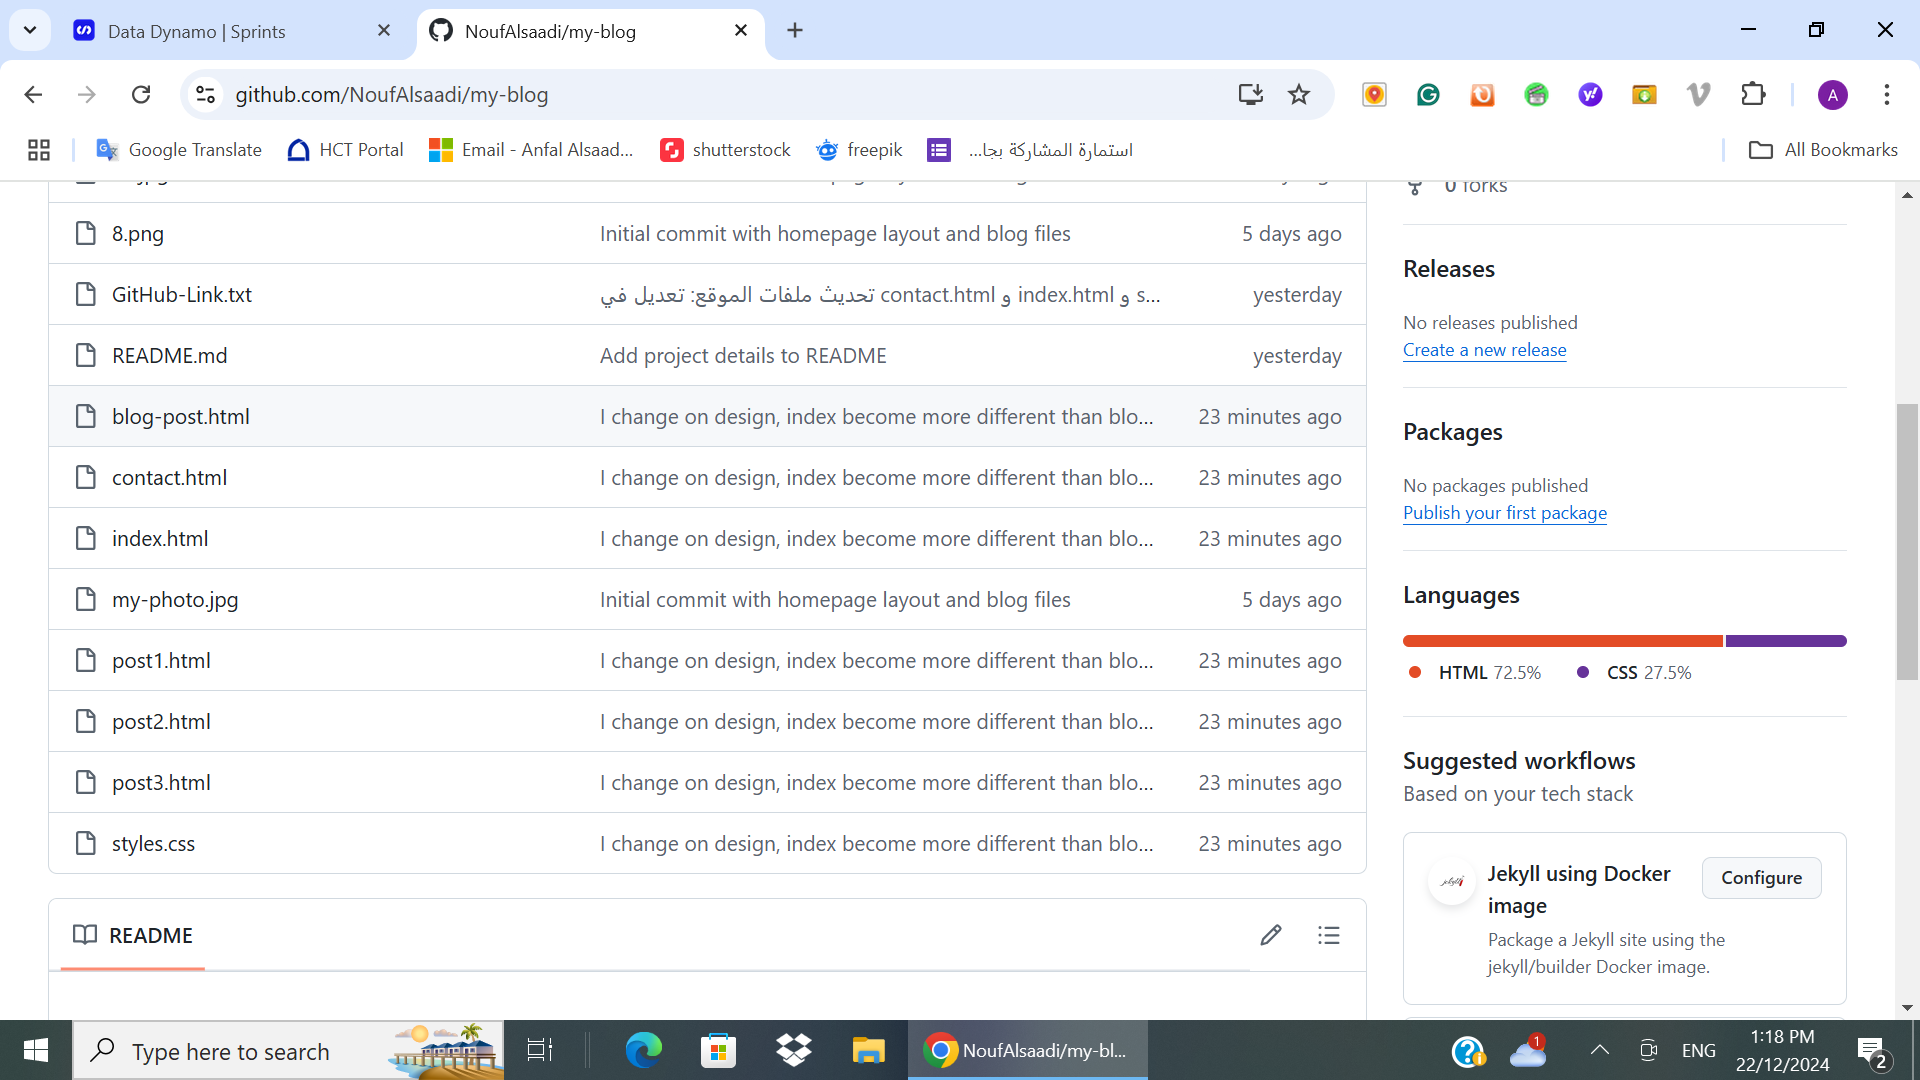 Data Dynamo | Sprints
NoufAlsaadi/my-blog
github.com/NoufAlsaadi/my-blog
A
Google Translate
HCT Portal
Email - Anfal Alsaad...
shutterstock
freepik
استمارة المشاركة بجا...
All Bookmarks
0 forks
8.png Initial commit with homepage layout and blog files 5 days ago
GitHub-Link.txt تحديث ملفات الموقع: تعديل في contact.html و index.html و s... yesterday
README.md Add project details to README yesterday
blog-post.html I change on design, index become more different than blo... 23 minutes ago
contact.html I change on design, index become more different than blo... 23 minutes ago
index.html I change on design, index become more different than blo... 23 minutes ago
my-photo.jpg Initial commit with homepage layout and blog files 5 days ago
post1.html I change on design, index become more different than blo... 23 minutes ago
post2.html I change on design, index become more different than blo... 23 minutes ago
post3.html I change on design, index become more different than blo... 23 minutes ago
styles.css I change on design, index become more different than blo... 23 minutes ago
README
Releases
No releases published
Create a new release
Packages
No packages published
Publish your first package
Languages
HTML 72.5% CSS 27.5%
Suggested workflows
Based on your tech stack
Jekyll using Docker
image
Configure
Package a Jekyll site using the
jekyll/builder Docker image.
Type here to search
NoufAlsaadi/my-bl...
1
ENG
1:18 PM
22/12/2024
2